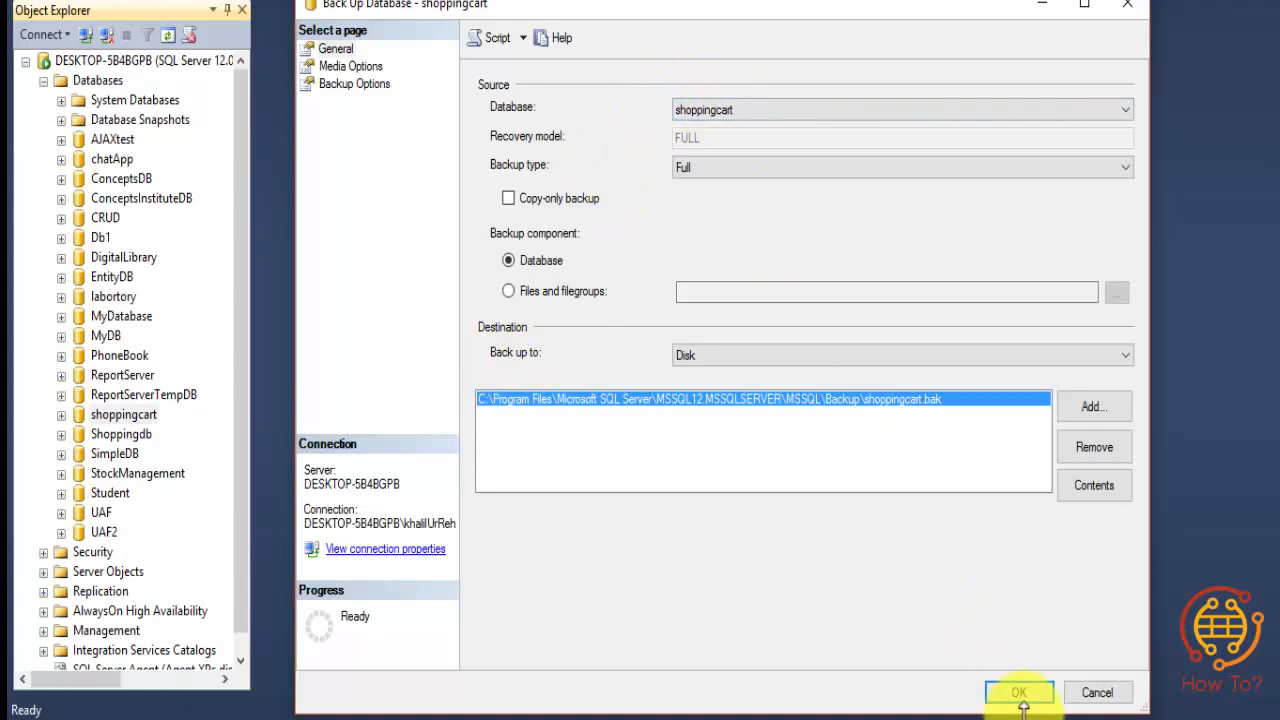 Object Explorer
Connect
DESKTOP-5B4BGPB (SQL Server 12.0
Databases
System Databases
Database Snapshots
AJAXtest
chatApp
ConceptsDB
ConceptsInstituteDB
CRUD
Db1
DigitalLibrary
EntityDB
labortory
MyDatabase
MyDB
PhoneBook
ReportServer
ReportServerTempDB
shoppingcart
Shoppingdb
SimpleDB
StockManagement
Student
UAF
UAF2
Security
Server Objects
Replication
AlwaysOn High Availability
Management
Integration Services Catalogs
SQL Server Agent (Agent XPs dis
Ready
Back Up Database - shoppingcart
Select a page
General
Media Options
Backup Options
Connection
Server:
DESKTOP-5B4BGPB
Connection:
DESKTOP-5B4BGPB\khalilUrReh
View connection properties
Progress
Ready
Script
Help
Source
Database:
shoppingcart
Recovery model:
FULL
Backup type:
Full
Copy-only backup
Backup component:
Database
Files and filegroups:
...
Destination
Back up to:
Disk
C:\Program Files\Microsoft SQL Server\MSSQL12.MSSQLSERVER\MSSQL\Backup\shoppingcart.bak
Add...
Remove
Contents
OK
Cancel
How To?